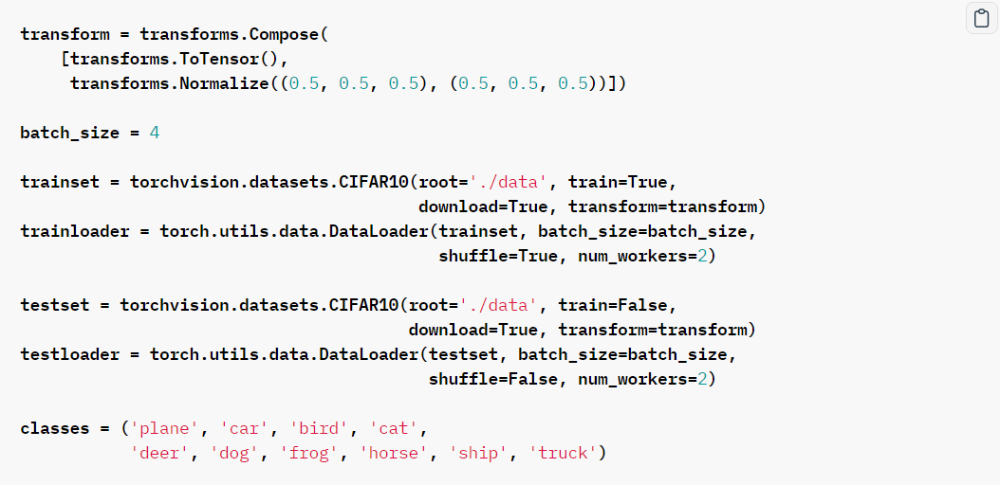 transform = transforms.Compose(
    [transforms.ToTensor(),
     transforms.Normalize((0.5, 0.5, 0.5), (0.5, 0.5, 0.5))])

batch_size = 4

trainset = torchvision.datasets.CIFAR10(root='./data', train=True,
                                        download=True, transform=transform)
trainloader = torch.utils.data.DataLoader(trainset, batch_size=batch_size,
                                          shuffle=True, num_workers=2)

testset = torchvision.datasets.CIFAR10(root='./data', train=False,
                                       download=True, transform=transform)
testloader = torch.utils.data.DataLoader(testset, batch_size=batch_size,
                                         shuffle=False, num_workers=2)

classes = ('plane', 'car', 'bird', 'cat',
           'deer', 'dog', 'frog', 'horse', 'ship', 'truck')